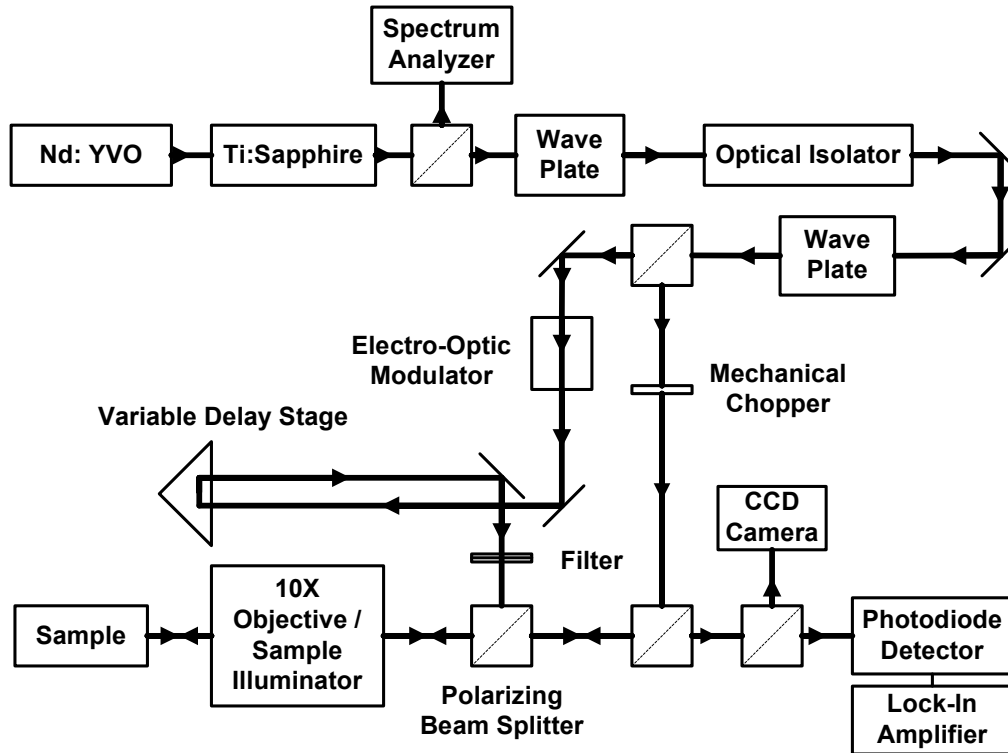 Spectrum
Analyzer
Nd: YVO
Ti:Sapphire
Wave
Plate
Optical Isolator
Wave
Plate
Electro-Optic
Modulator
Mechanical
Chopper
Variable Delay Stage
CCD
Camera
Filter
Sample
10X
Objective /
Sample
Illuminator
Polarizing
Beam Splitter
Photodiode
Detector
Lock-In
Amplifier